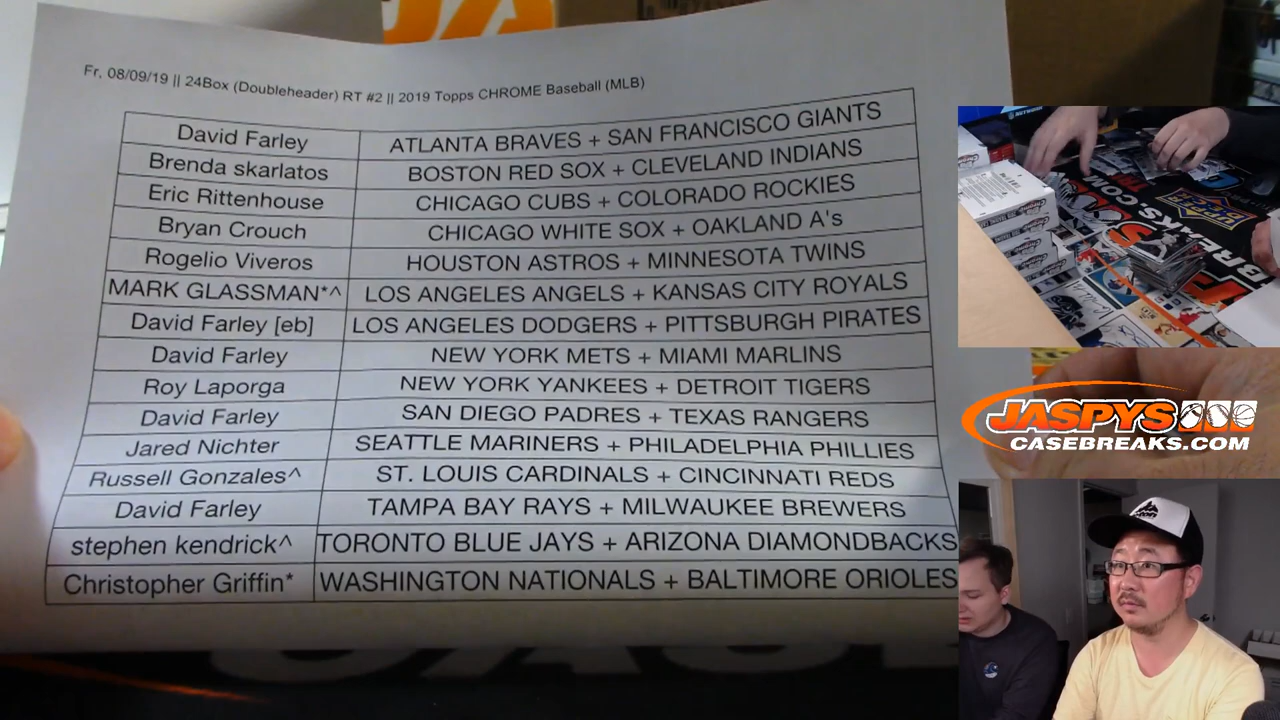 Fr, 08/09/19 || 24Box (Doubleheader) RT #2 || 2019 Topps CHROME Baseball (MLB)
David Farley ATLANTA BRAVES + SAN FRANCISCO GIANTS
Brenda skarlatos BOSTON RED SOX + CLEVELAND INDIANS
Eric Rittenhouse CHICAGO CUBS + COLORADO ROCKIES
Bryan Crouch CHICAGO WHITE SOX + OAKLAND A's
Rogelio Viveros HOUSTON ASTROS + MINNESOTA TWINS
MARK GLASSMAN*^ LOS ANGELES ANGELS + KANSAS CITY ROYALS
David Farley [eb] LOS ANGELES DODGERS + PITTSBURGH PIRATES
David Farley NEW YORK METS + MIAMI MARLINS
Roy Laporga NEW YORK YANKEES + DETROIT TIGERS
David Farley SAN DIEGO PADRES + TEXAS RANGERS
Jared Nichter SEATTLE MARINERS + PHILADELPHIA PHILLIES
Russell Gonzales^ ST. LOUIS CARDINALS + CINCINNATI REDS
David Farley TAMPA BAY RAYS + MILWAUKEE BREWERS
stephen kendrick^ TORONTO BLUE JAYS + ARIZONA DIAMONDBACKS
Christopher Griffin* WASHINGTON NATIONALS + BALTIMORE ORIOLES
BREAKS.COM
UPPER
JASPYS
CASEBREAKS.COM